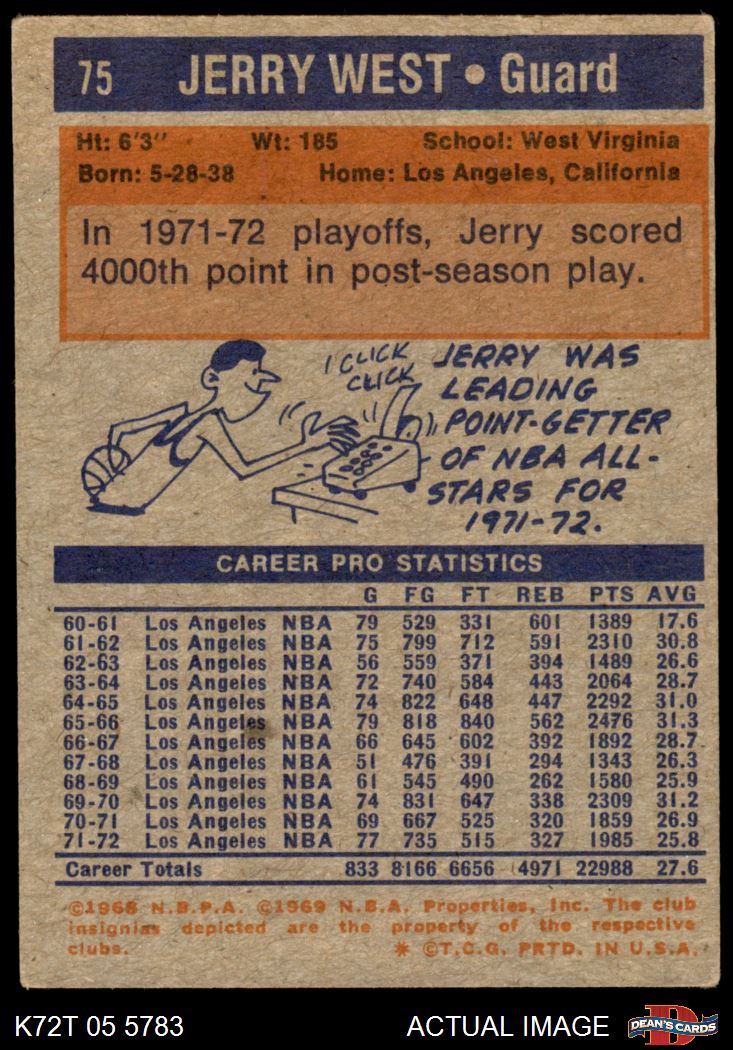 75 JERRY WEST • Guard
Ht: 6'3" Wt: 185 School: West Virginia
Born: 5-28-38 Home: Los Angeles, California
In 1971-72 playoffs, Jerry scored
4000th point in post-season play.
CLICK
CLICK
JERRY WAS
LEADING
POINT-GETTER
OF NBA ALL-
STARS FOR
1971-72.
CAREER PRO STATISTICS
G FG FT REB PTS AVG
60-61 Los Angeles NBA 79 529 331 601 1389 17.6
61-62 Los Angeles NBA 75 799 712 591 2310 30.8
62-63 Los Angeles NBA 56 559 371 394 1489 26.6
63-64 Los Angeles NBA 72 740 584 443 2064 28.7
64-65 Los Angeles NBA 74 822 648 447 2292 31.0
65-66 Los Angeles NBA 79 818 840 562 2476 31.3
66-67 Los Angeles NBA 66 645 602 392 1892 28.7
67-68 Los Angeles NBA 51 476 391 294 1343 26.3
68-69 Los Angeles NBA 61 545 490 262 1580 25.9
69-70 Los Angeles NBA 74 831 647 338 2309 31.2
70-71 Los Angeles NBA 69 667 525 320 1859 26.9
71-72 Los Angeles NBA 77 735 515 327 1985 25.8
Career Totals 833 8166 6656 4971 22988 27.6
©1968 N.B.P.A. ©1969 N.B.A. Properties, Inc. The club
insignias depicted are the property of the respective
clubs. * ©T.C.G. PRTD. IN U.S.A.
K72T 05 5783 ACTUAL IMAGE D DEAN'S CARDS